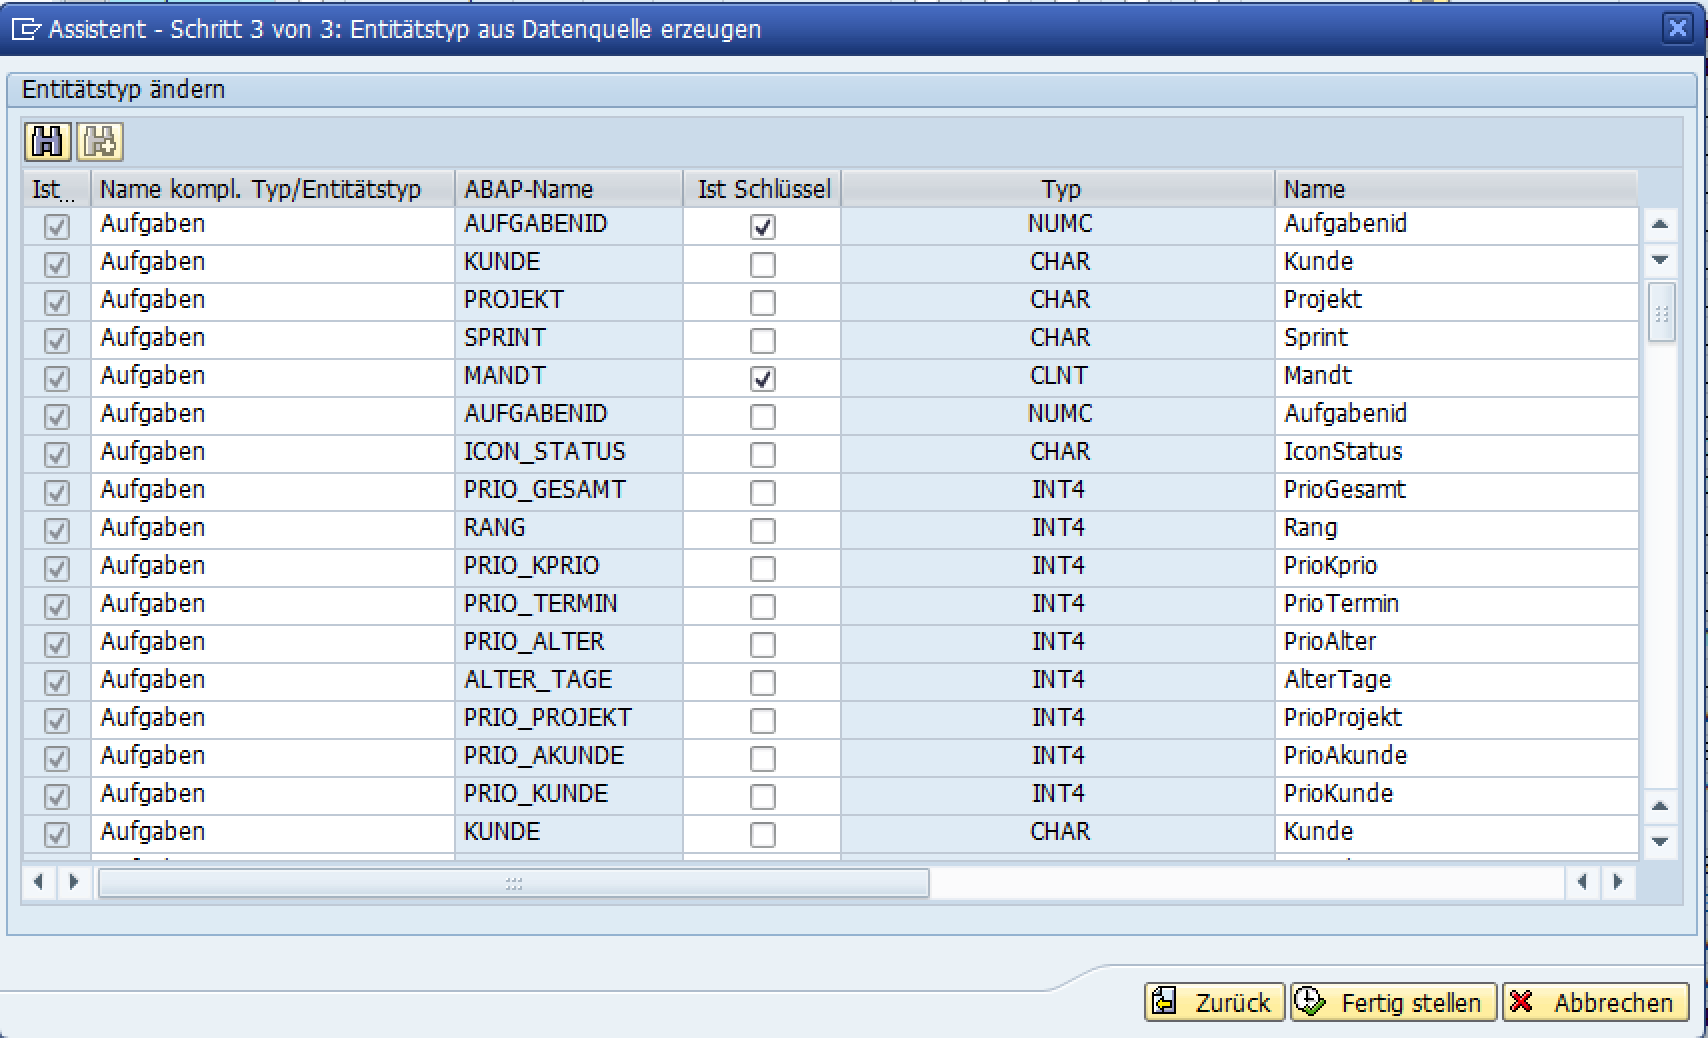 Assistent - Schritt 3 von 3: Entitätstyp aus Datenquelle erzeugen
Entitätstyp ändern
Ist... Name kompl. Typ/Entitätstyp ABAP-Name Ist Schlüssel Typ Name
Aufgaben AUFGABENID NUMC Aufgabenid
Aufgaben KUNDE CHAR Kunde
Aufgaben PROJEKT CHAR Projekt
Aufgaben SPRINT CHAR Sprint
Aufgaben MANDT CLNT Mandt
Aufgaben AUFGABENID NUMC Aufgabenid
Aufgaben ICON_STATUS CHAR IconStatus
Aufgaben PRIO_GESAMT INT4 PrioGesamt
Aufgaben RANG INT4 Rang
Aufgaben PRIO_KPRIO INT4 PrioKprio
Aufgaben PRIO_TERMIN INT4 PrioTermin
Aufgaben PRIO_ALTER INT4 PrioAlter
Aufgaben ALTER_TAGE INT4 AlterTage
Aufgaben PRIO_PROJEKT INT4 PrioProjekt
Aufgaben PRIO_AKUNDE INT4 PrioAkunde
Aufgaben PRIO_KUNDE INT4 PrioKunde
Aufgaben KUNDE CHAR Kunde
Zurück Fertig stellen Abbrechen